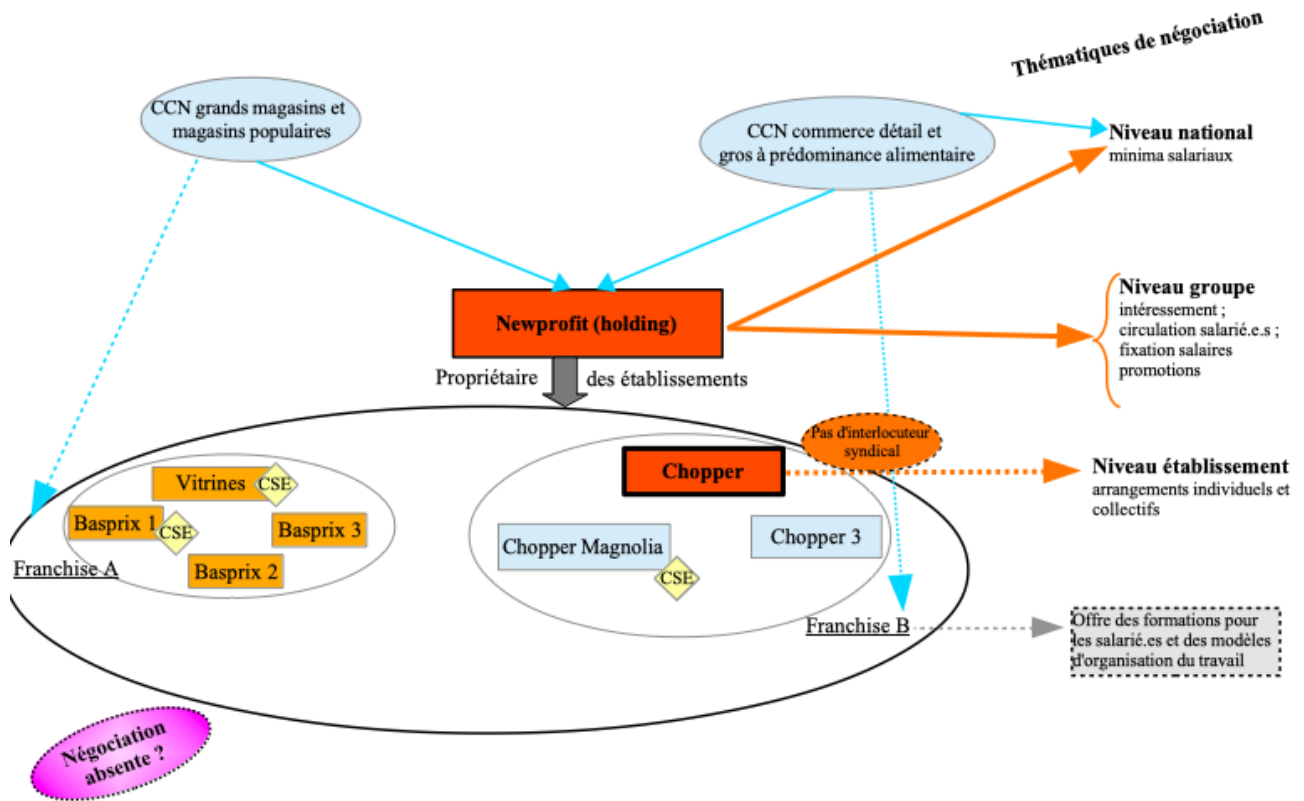 Thématiques de négociation
CCN grands magasins et
magasins populaires
CCN commerce détail et
gros à prédominance alimentaire
Niveau national
minima salariaux
Newprofit (holding)
Niveau groupe
intéressement ;
circulation salarié.e.s ;
fixation salaires
promotions
Propriétaire
des établissements
Pas d'interlocuteur
syndical
Chopper
Niveau établissement
arrangements individuels et
collectifs
Vitrines
CSE
Basprix 1
CSE
Basprix 3
Basprix 2
Franchise A
Chopper Magnolia
CSE
Chopper 3
Franchise B
Offre des formations pour
les salarié.es et des modèles
d'organisation du travail
Négociation
absente ?